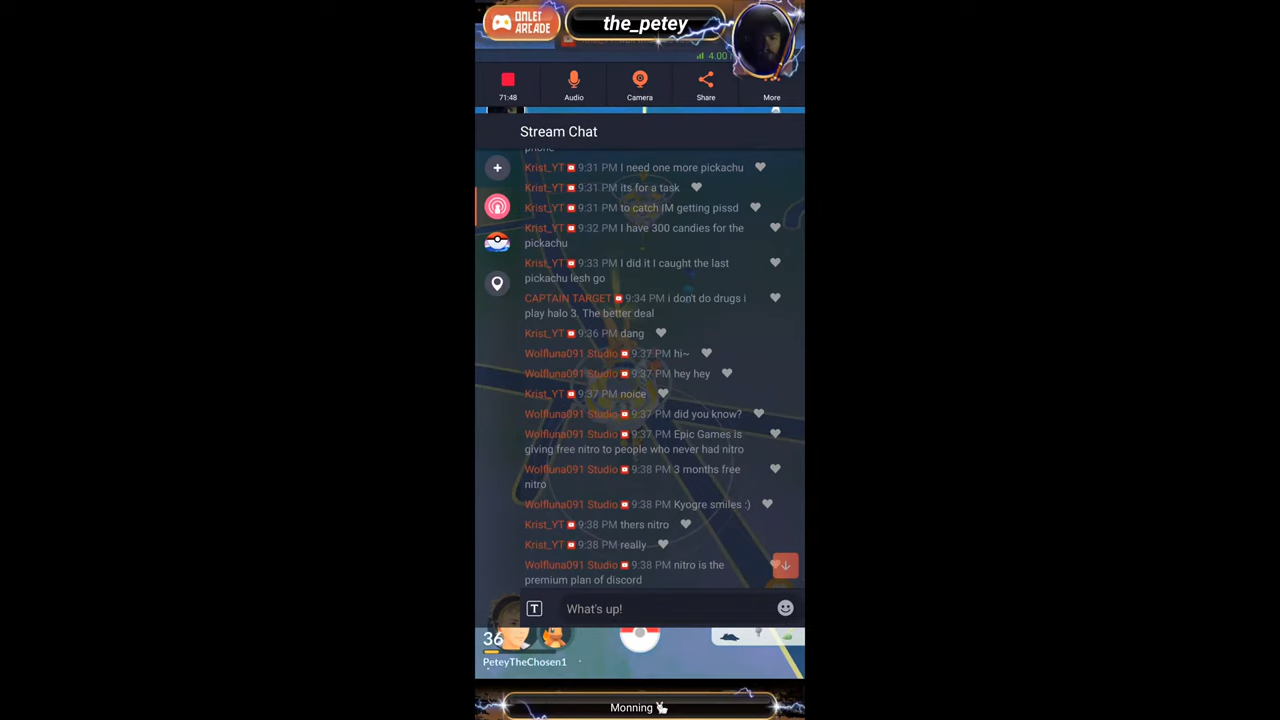 OMLET
ARCADE
the_petey
4.00
71:48
Audio
Camera
Share
More
Stream Chat
phone
Krist_YT 9:31 PM I need one more pickachu
Krist_YT 9:31 PM its for a task
Krist_YT 9:31 PM to catch IM getting pissd
Krist_YT 9:32 PM I have 300 candies for the
pickachu
Krist_YT 9:33 PM I did it I caught the last
pickachu lesh go
CAPTAIN TARGET 9:34 PM i don't do drugs i
play halo 3. The better deal
Krist_YT 9:36 PM dang
Wolfluna091 Studio 9:37 PM hi~
Wolfluna091 Studio 9:37 PM hey hey
Krist_YT 9:37 PM noice
Wolfluna091 Studio 9:37 PM did you know?
Wolfluna091 Studio 9:37 PM Epic Games is
giving free nitro to people who never had nitro
Wolfluna091 Studio 9:38 PM 3 months free
nitro
Wolfluna091 Studio 9:38 PM Kyogre smiles :)
Krist_YT 9:38 PM thers nitro
Krist_YT 9:38 PM really
Wolfluna091 Studio 9:38 PM nitro is the
premium plan of discord
T What's up!
36
PeteyTheChosen1
Monning